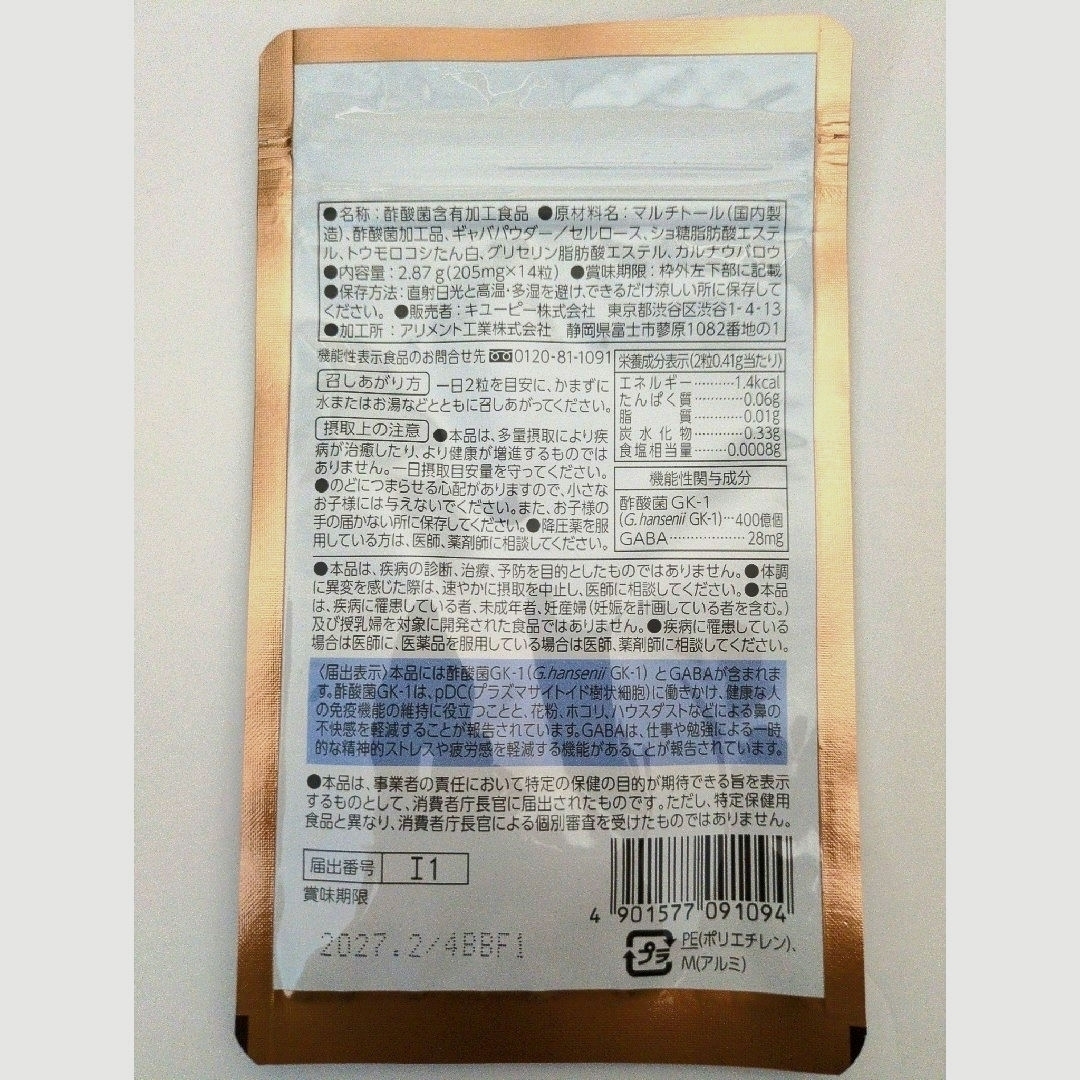 ●名称：酢酸菌含有加工食品 ●原材料名：マルチトール(国内製
造)、酢酸菌加工品、ギャバパウダー／セルロース、ショ糖脂肪酸エステ
ル、トウモロコシたん白、グリセリン脂肪酸エステル、カルナウバロウ
●内容量：2.87g(205mg×14粒) ●賞味期限：枠外左下部に記載
●保存方法：直射日光と高温・多湿を避け、できるだけ涼しい所に保存して
ください。 ●販売者：キユーピー株式会社 東京都渋谷区渋谷1-4-13
●加工所：アリメント工業株式会社 静岡県富士市蓼原1082番地の1
機能性表示食品のお問合せ先 0120-81-1091
召しあがり方 一日2粒を目安に、かまずに
水またはお湯などとともに召しあがってください。
摂取上の注意 ●本品は、多量摂取により疾
病が治癒したり、より健康が増進するものでは
ありません。一日摂取目安量を守ってください。
●のどにつまらせる心配がありますので、小さな
お子様には与えないでください。また、お子様の
手の届かない所に保存してください。●降圧薬を服
用している方は、医師、薬剤師に相談してください。
栄養成分表示(2粒0.41g当たり)
エネルギー………1.4kcal
たんぱく質………0.06g
脂質………0.01g
炭水化物………0.33g
食塩相当量………0.0008g
機能性関与成分
酢酸菌GK-1
(G.hansenii GK-1)…400億個
GABA………28mg
●本品は、疾病の診断、治療、予防を目的としたものではありません。●体調
に異変を感じた際は、速やかに摂取を中止し、医師に相談してください。●本品
は、疾病に罹患している者、未成年者、妊産婦(妊娠を計画している者を含む。)
及び授乳婦を対象に開発された食品ではありません。●疾病に罹患している
場合は医師に、医薬品を服用している場合は医師、薬剤師に相談してください。
〈届出表示〉本品には酢酸菌GK-1(G.hansenii GK-1) とGABAが含まれま
す。酢酸菌GK-1は、pDC(プラズマサイトイド樹状細胞)に働きかけ、健康な人
の免疫機能の維持に役立つことと、花粉、ホコリ、ハウスダストなどによる鼻の
不快感を軽減することが報告されています。GABAは、仕事や勉強による一時
的な精神的ストレスや疲労感を軽減する機能があることが報告されています。
●本品は、事業者の責任において特定の保健の目的が期待できる旨を表示
するものとして、消費者庁長官に届出されたものです。ただし、特定保健用
食品と異なり、消費者庁長官による個別審査を受けたものではありません。
届出番号 I1
賞味期限
2027.2/4BBF1
4 901577 091094
プラ PE(ポリエチレン)、
M(アルミ)